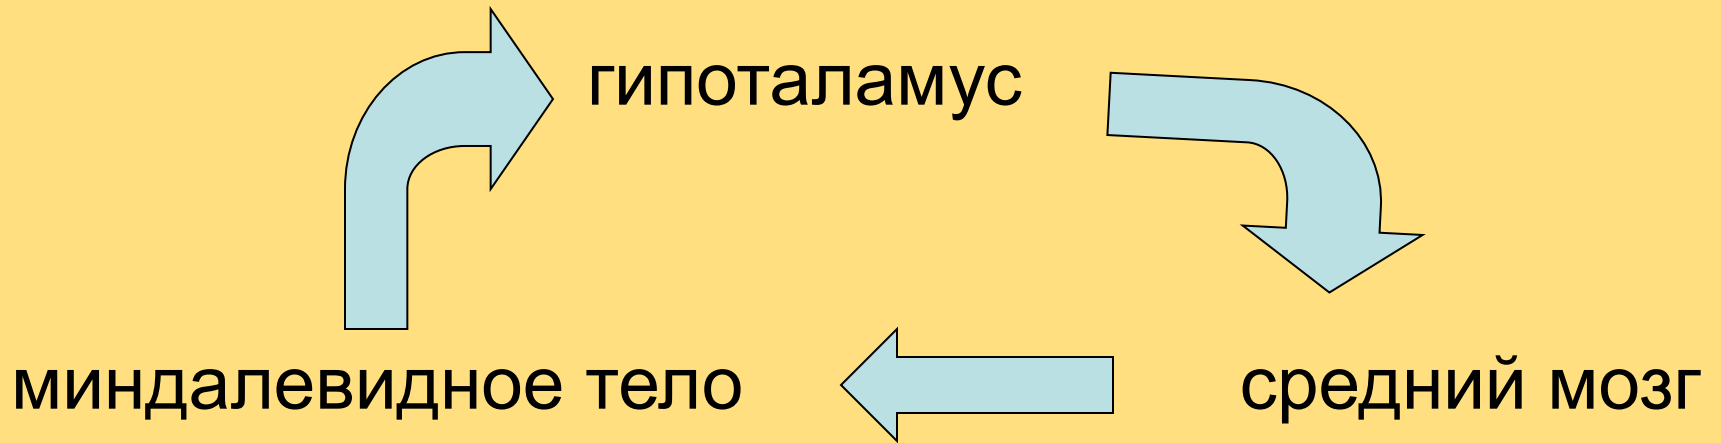 гипоталамус
миндалевидное тело
средний мозг